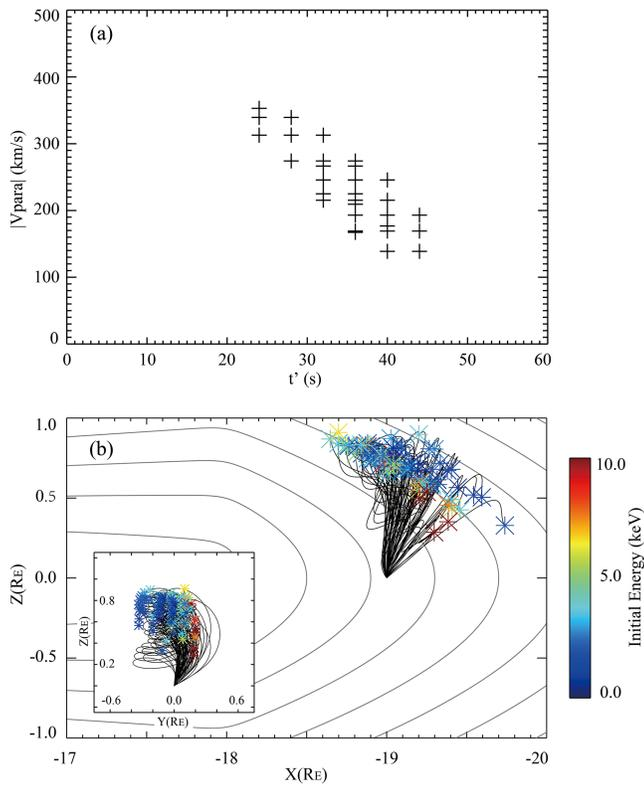 (a)
500
400
300
200
100
0
|Vpara| (km/s)
0 10 20 30 40 50 60
t' (s)
(b)
1.0
0.5
0.0
-0.5
-1.0
Z(RE)
0.8
0.2
Z(RE)
-0.6 0.0 0.6
Y(RE)
-17 -18 -19 -20
X(RE)
10.0
5.0
0.0
Initial Energy (keV)